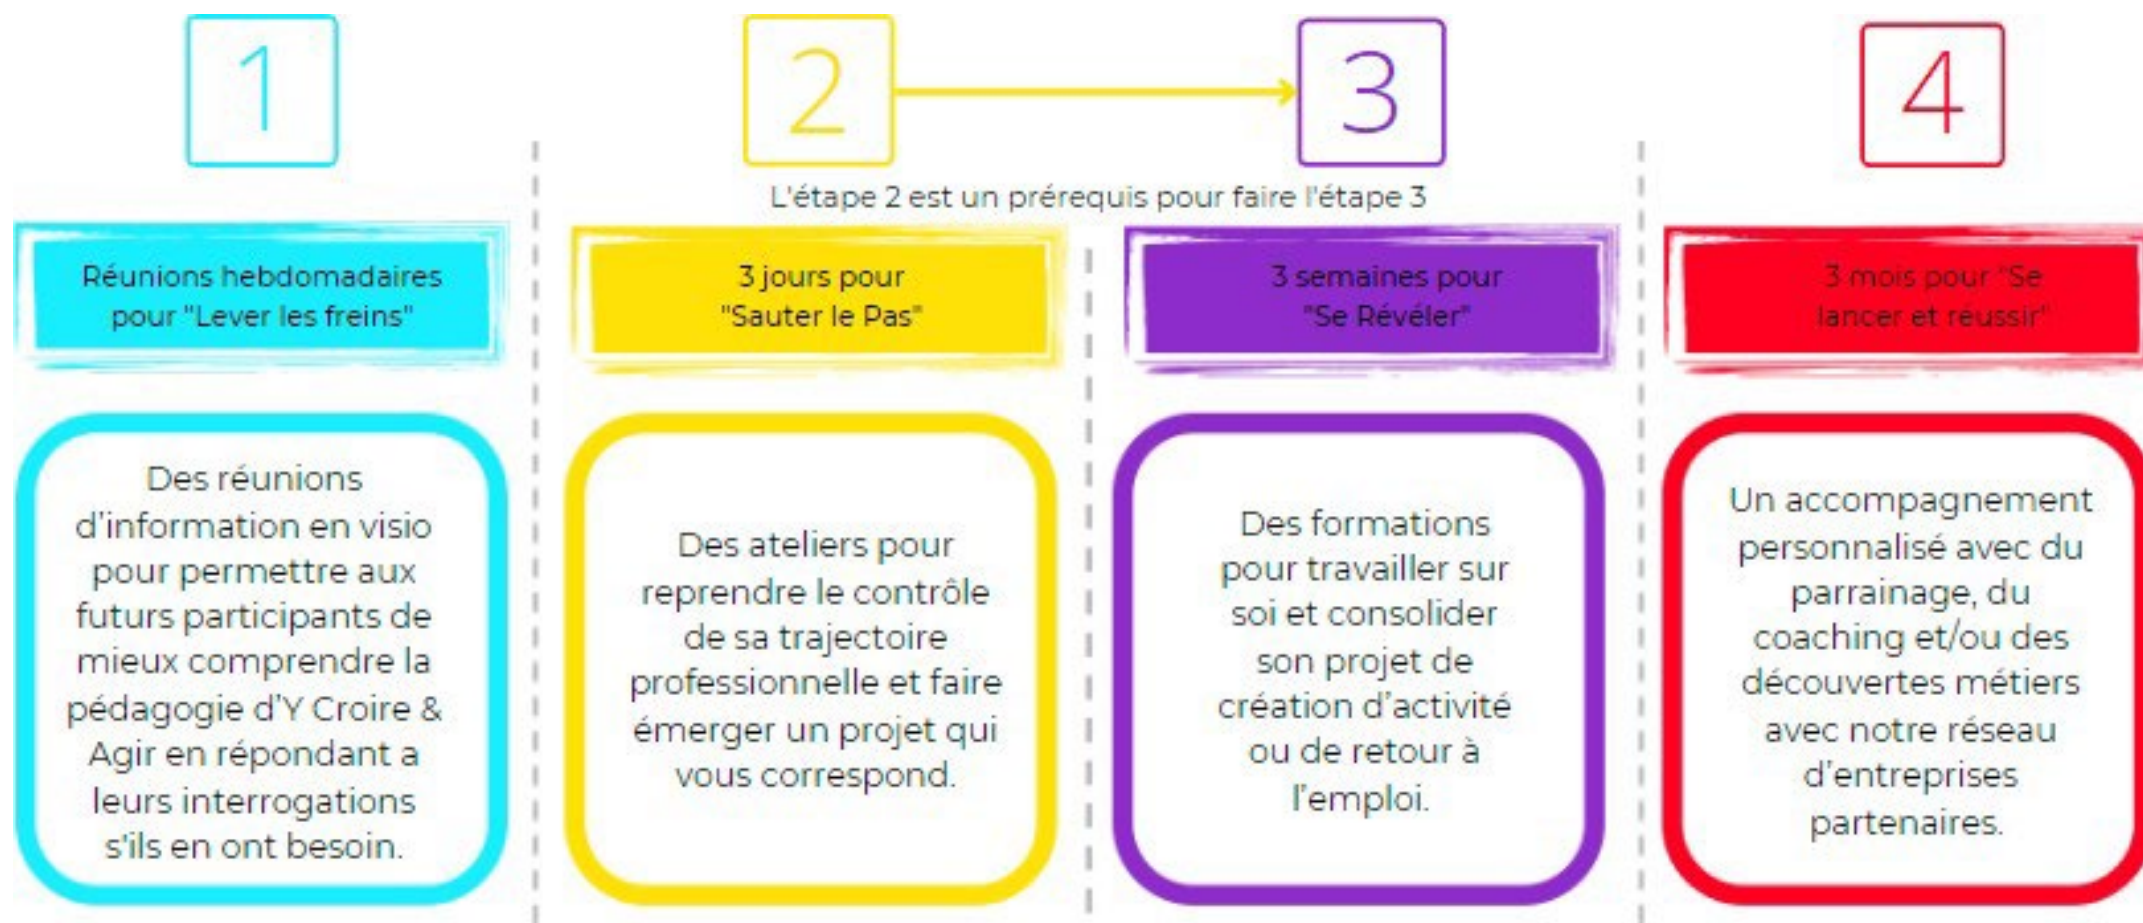 1
2
3
4
L'étape 2 est un prérequis pour faire l'étape 3
Réunions hebdomadaires
pour "Lever les freins"
3 jours pour
"Sauter le Pas"
3 semaines pour
"Se Révéler"
3 mois pour "Se
lancer et réussir"
Des réunions
d'information en visio
pour permettre aux
futurs participants de
mieux comprendre la
pédagogie d'Y Croire &
Agir en répondant a
leurs interrogations
s'ils en ont besoin.
Des ateliers pour
reprendre le contrôle
de sa trajectoire
professionnelle et faire
émerger un projet qui
vous correspond.
Des formations
pour travailler sur
soi et consolider
son projet de
création d'activité
ou de retour à
l'emploi.
Un accompagnement
personnalisé avec du
parrainage, du
coaching et/ou des
découvertes métiers
avec notre réseau
d'entreprises
partenaires.